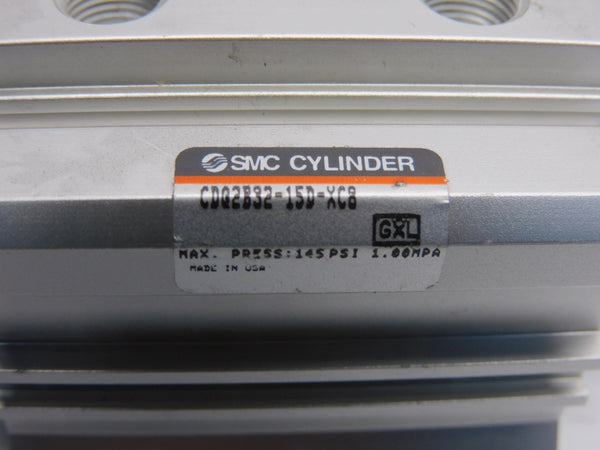 SMC CYLINDER
CDQ2B32-15D-XC8
GXL
MAX. PRESS:145PSI 1.00MPA
MADE IN USA